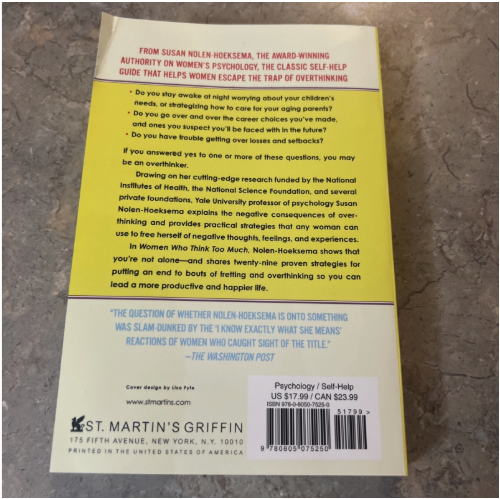 FROM SUSAN NOLEN-HOEKSEMA, THE AWARD-WINNING
AUTHORITY ON WOMEN'S PSYCHOLOGY, THE CLASSIC SELF-HELP
GUIDE THAT HELPS WOMEN ESCAPE THE TRAP OF OVERTHINKING
• Do you stay awake at night worrying about your children's
needs, or strategizing how to care for your aging parents?
• Do you go over and over the career choices you've made,
and ones you suspect you'll be faced with in the future?
• Do you have trouble getting over losses and setbacks?
If you answered yes to one or more of these questions, you may
be an overthinker.
Drawing on her cutting-edge research funded by the National
Institutes of Health, the National Science Foundation, and several
private foundations, Yale University professor of psychology Susan
Nolen-Hoeksema explains the negative consequences of over-
thinking and provides practical strategies that any woman can
use to free herself of negative thoughts, feelings, and experiences.
In Women Who Think Too Much, Nolen-Hoeksema shows that
you're not alone—and shares twenty-nine proven strategies for
putting an end to bouts of fretting and overthinking so you can
lead a more productive and happier life.
"THE QUESTION OF WHETHER NOLEN-HOEKSEMA IS ONTO SOMETHING
WAS SLAM-DUNKED BY THE 'I KNOW EXACTLY WHAT SHE MEANS'
REACTIONS OF WOMEN WHO CAUGHT SIGHT OF THE TITLE."
—THE WASHINGTON POST
Cover design by Lisa Fyfe
www.stmartins.com
ST. MARTIN'S GRIFFIN
175 FIFTH AVENUE, NEW YORK, N.Y. 10010
PRINTED IN THE UNITED STATES OF AMERICA
Psychology / Self-Help
US $17.99 / CAN $23.99
ISBN 978-0-8050-7525-0
51799>
9 780805 075250